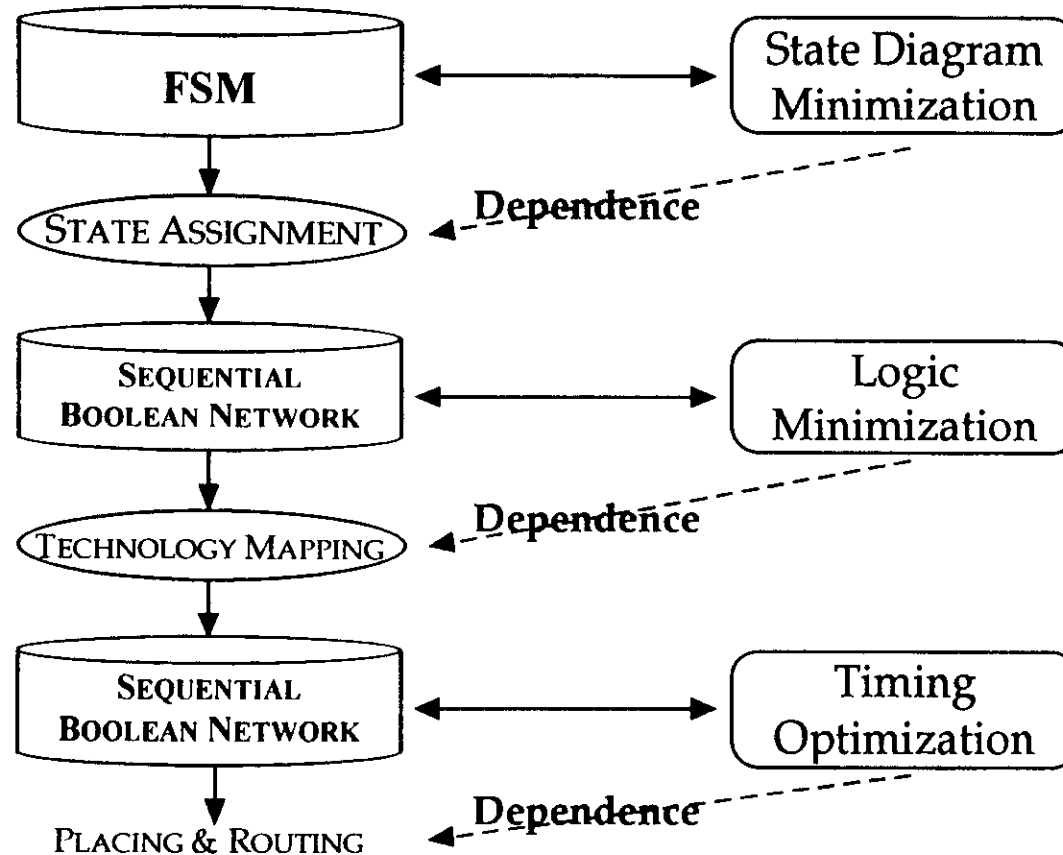 FSM
State Diagram
Minimization
Dependence
STATE ASSIGNMENT
SEQUENTIAL
BOOLEAN NETWORK
Logic
Minimization
Dependence
TECHNOLOGY MAPPING
SEQUENTIAL
BOOLEAN NETWORK
Timing
Optimization
Dependence
PLACING & ROUTING